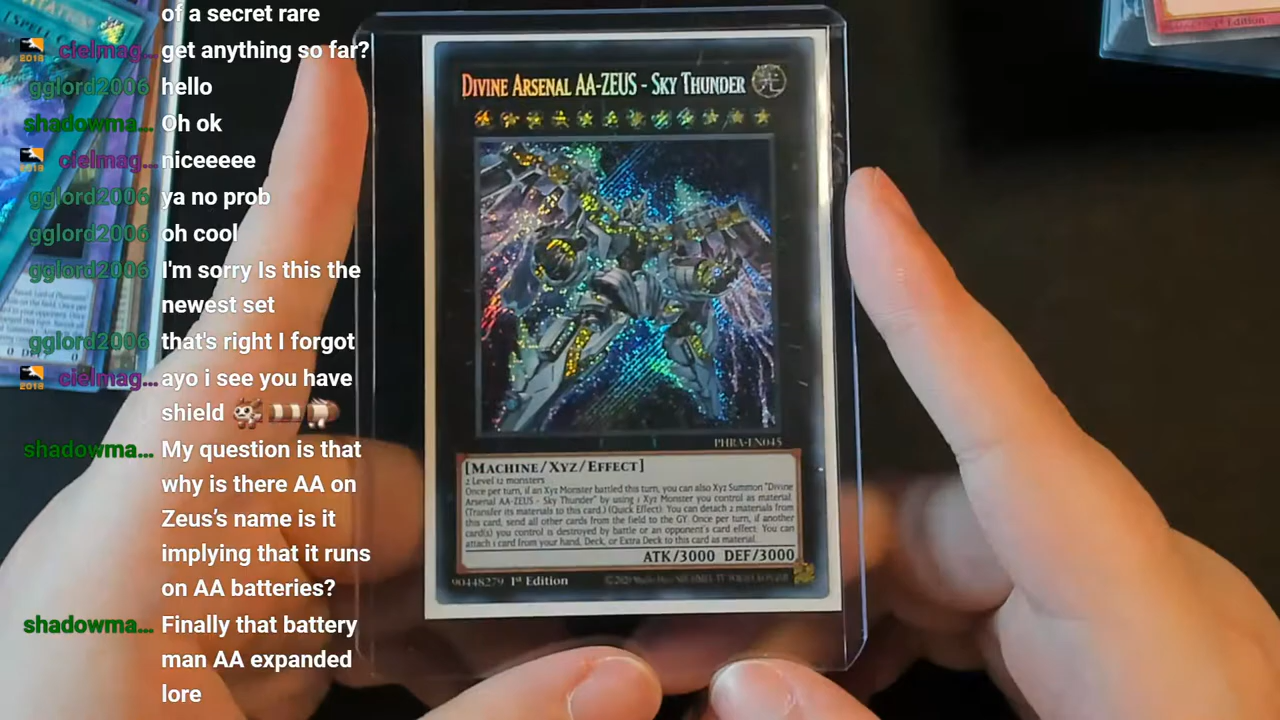 of a secret rare
cielmag... get anything so far?
gglord2006 hello
shadowma... Oh ok
cielmag... niceeeee
gglord2006 ya no prob
gglord2006 oh cool
gglord2006 I'm sorry Is this the
newest set
gglord2006 that's right I forgot
cielmag... ayo i see you have
shield
shadowma... My question is that
why is there AA on
Zeus's name is it
implying that it runs
on AA batteries?
shadowma... Finally that battery
man AA expanded
lore
2018
2018
2018
DIVINE ARSENAL AA-ZEUS - SKY THUNDER
光
PHRA-EN045
[MACHINE/XYZ/EFFECT]
2 Level 12 monsters
Once per turn, if an Xyz Monster battled this turn, you can also Xyz Summon "Divine
Arsenal AA-ZEUS - Sky Thunder" by using 1 Xyz Monster you control as material.
(Transfer its materials to this card.) (Quick Effect): You can detach 2 materials from
this card; send all other cards from the field to the GY. Once per turn, if another
card(s) you control is destroyed by battle or an opponent's card effect: You can
attach 1 card from your hand, Deck, or Extra Deck to this card as material.
ATK/3000 DEF/3000
90448279 1st Edition
1st Edition